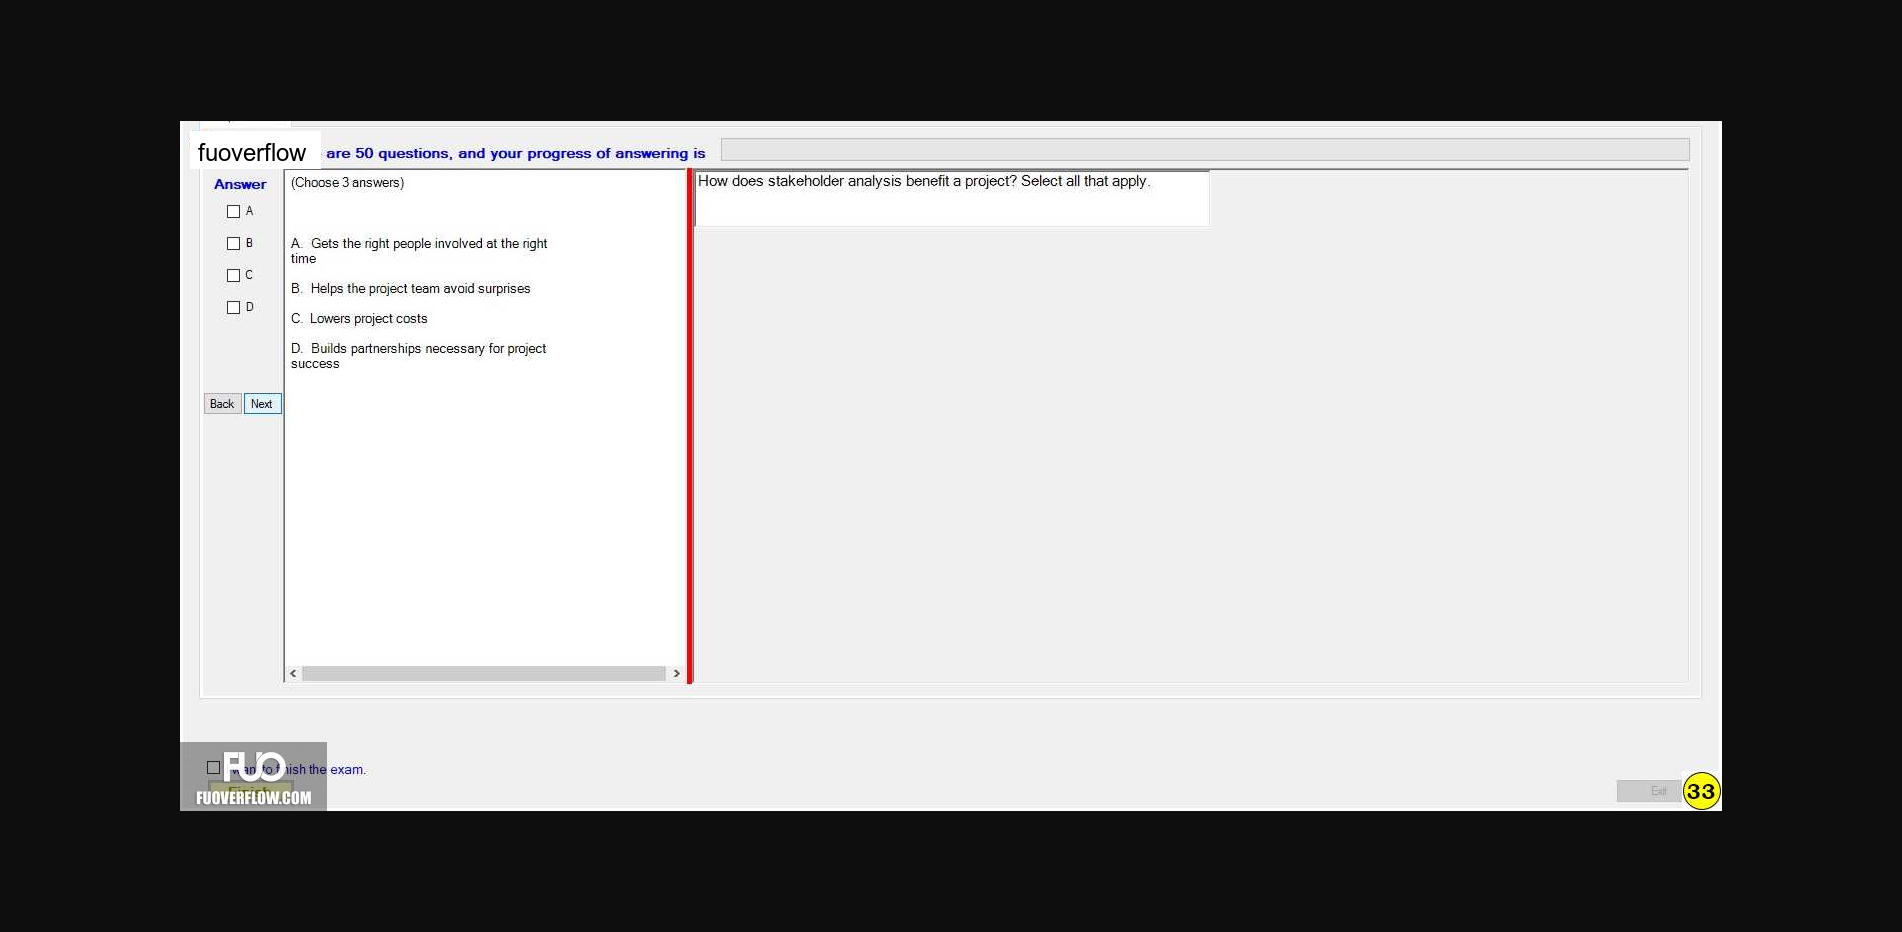 fuoverflow are 50 questions, and your progress of answering is
Answer
A
B
C
D
Back Next
(Choose 3 answers)
A. Gets the right people involved at the right
time
B. Helps the project team avoid surprises
C. Lowers project costs
D. Builds partnerships necessary for project
success
How does stakeholder analysis benefit a project? Select all that apply.
FUO
to finish the exam.
Finish
FUOVERFLOW.COM
Exit
33